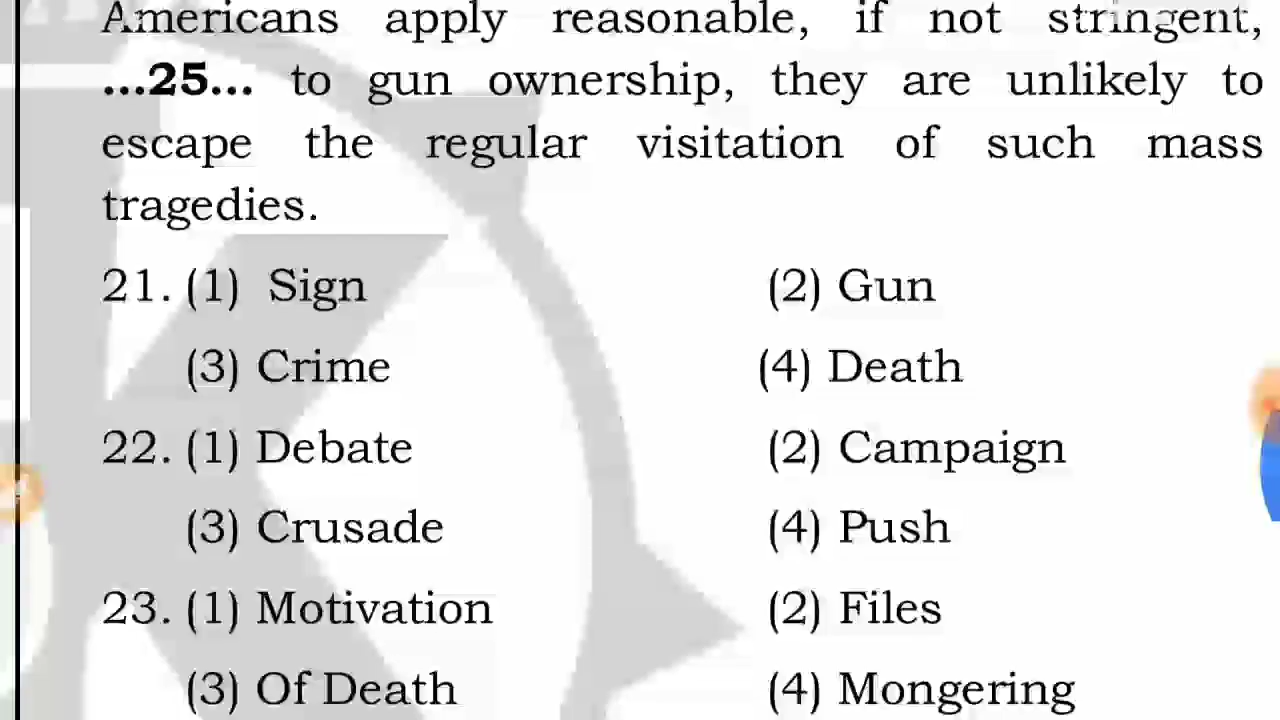 Americans apply reasonable, if not stringent,
...25... to gun ownership, they are unlikely to
escape the regular visitation of such mass
tragedies.
21. (1) Sign (2) Gun
(3) Crime (4) Death
22. (1) Debate (2) Campaign
(3) Crusade (4) Push
23. (1) Motivation (2) Files
(3) Of Death (4) Mongering